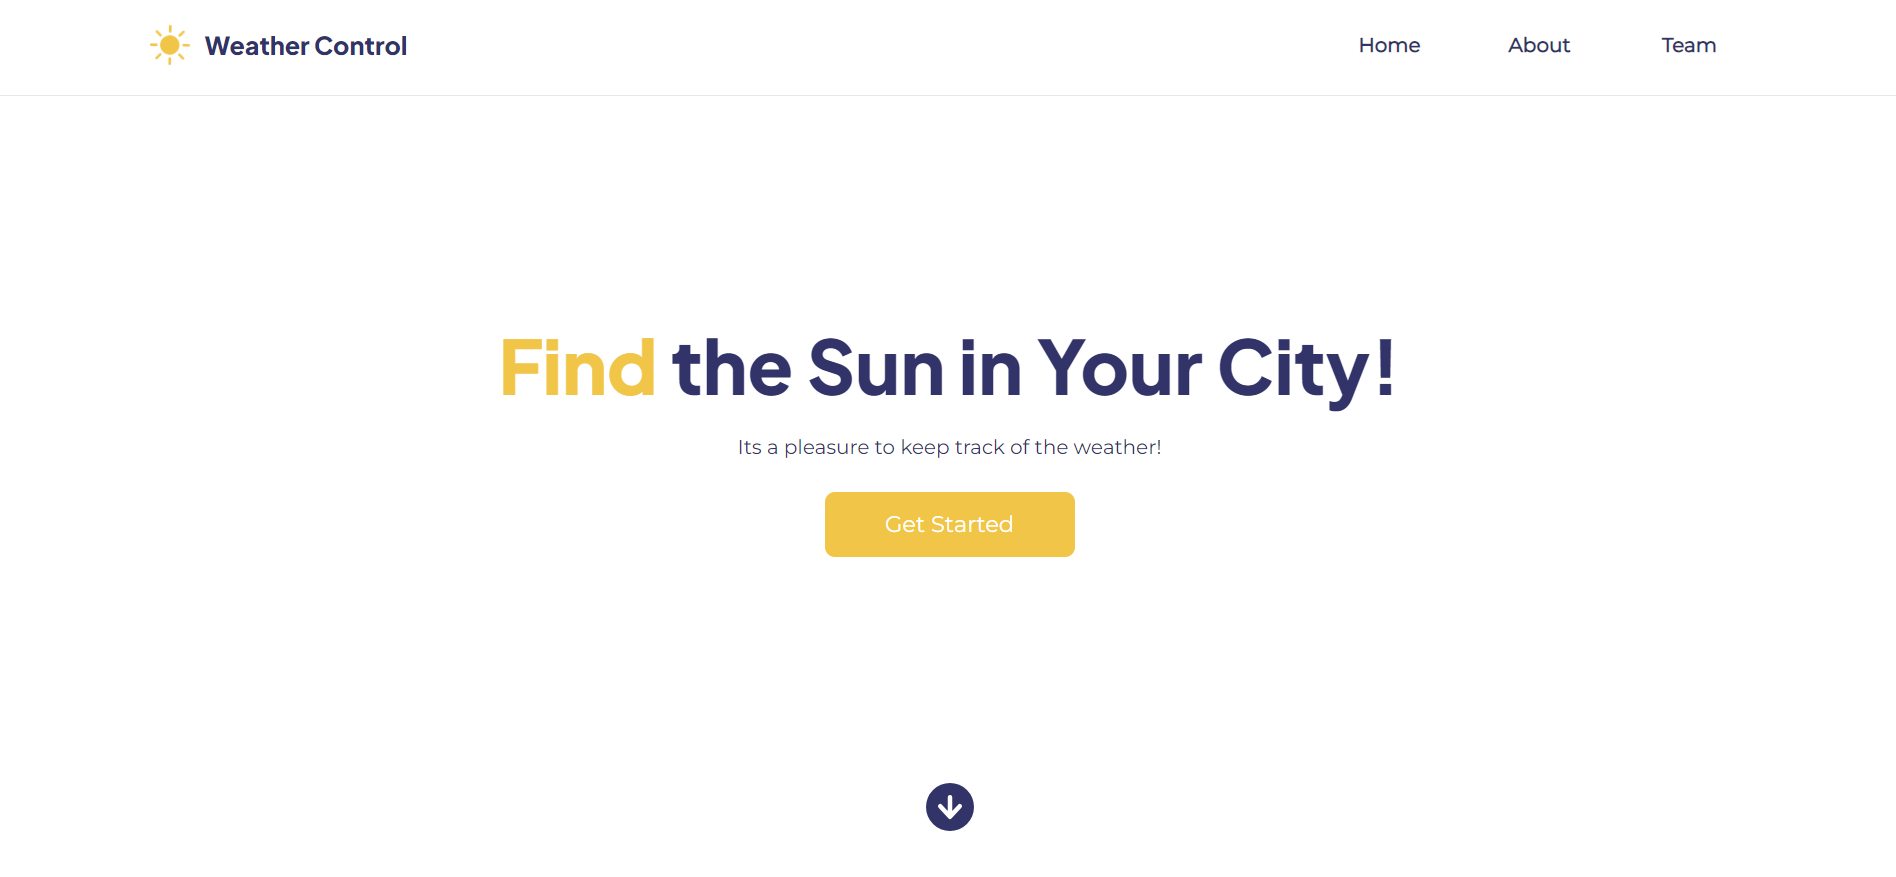 Weather Control
Home About Team
Find the Sun in Your City!
Its a pleasure to keep track of the weather!
Get Started